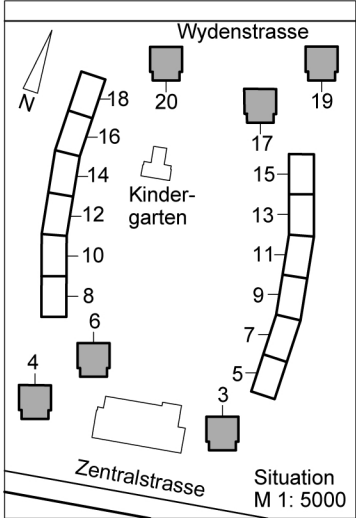 Wydenstrasse
N
18
20
19
16
17
14
15
Kinder-
garten
12
13
10
11
8
9
6
7
4
5
3
Zentralstrasse
Situation
M 1: 5000